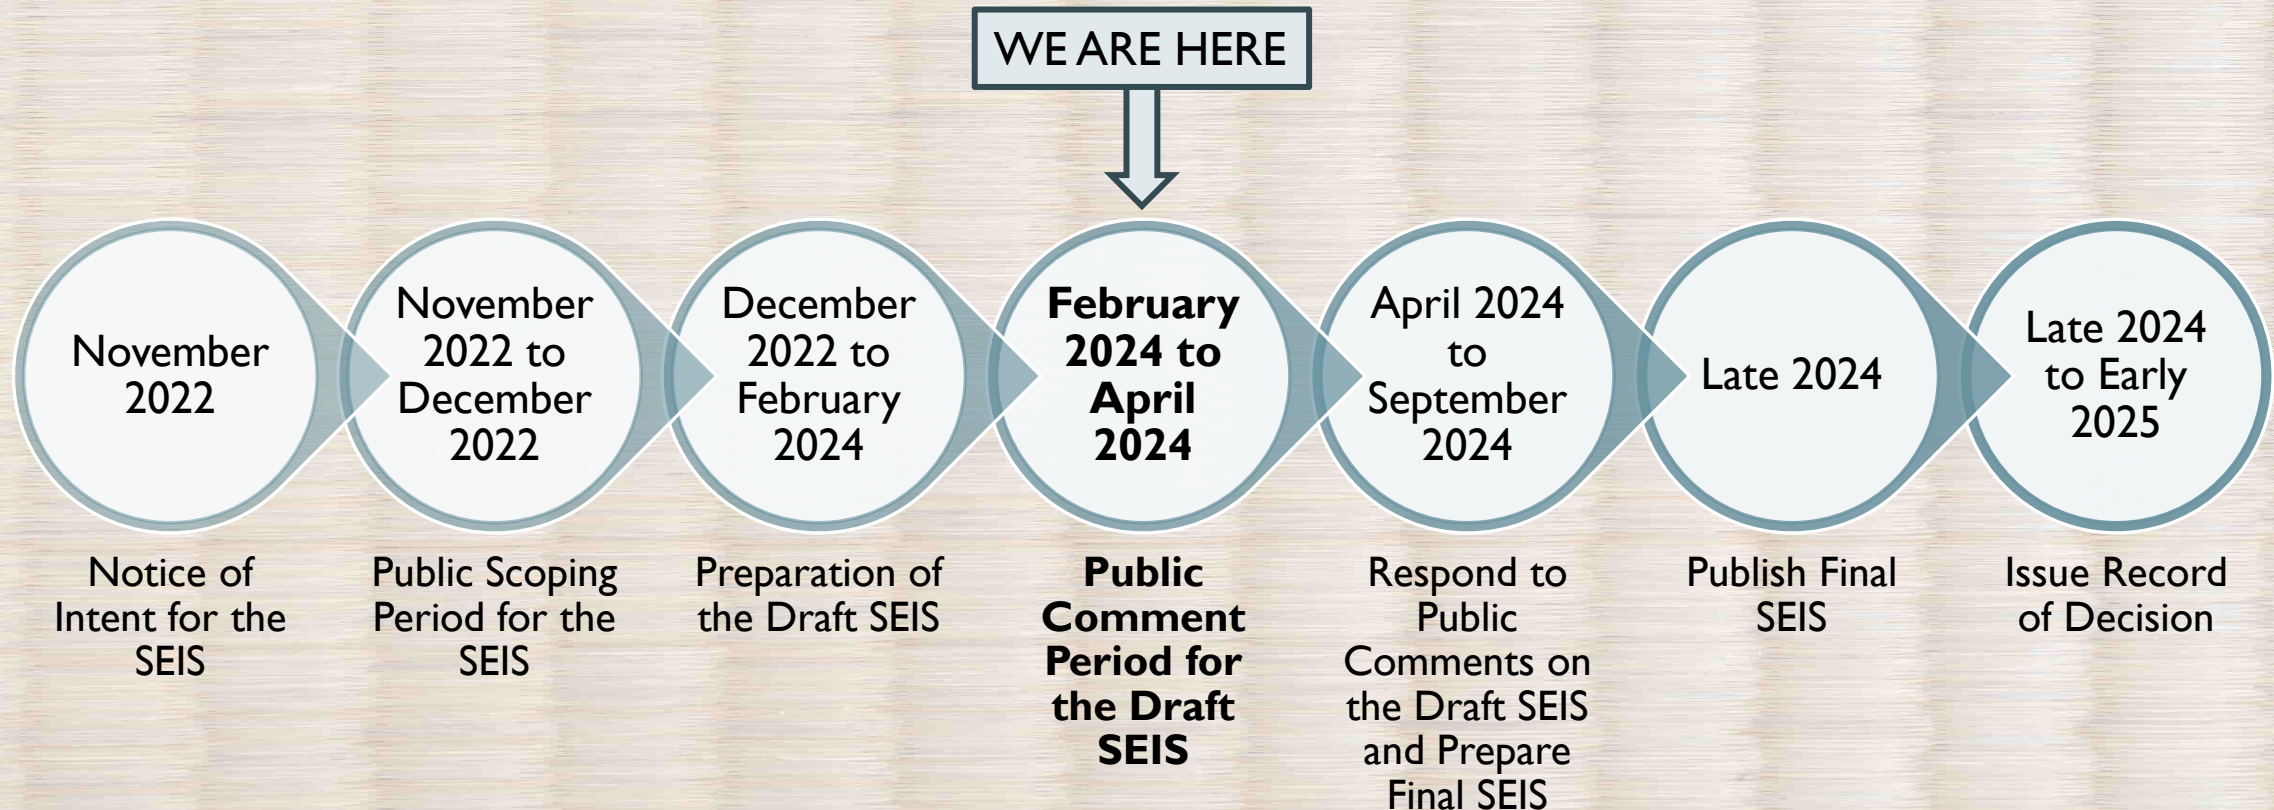 WE ARE HERE
November
2022
November
2022 to
December
2022
December
2022 to
February
2024
February
2024 to
April
2024
April 2024
to
September
2024
Late 2024
Late 2024
to Early
2025
Notice of
Intent for the
SEIS
Public Scoping
Period for the
SEIS
Preparation of
the Draft SEIS
Public
Comment
Period for
the Draft
SEIS
Respond to
Public
Comments on
the Draft SEIS
and Prepare
Final SEIS
Publish Final
SEIS
Issue Record
of Decision